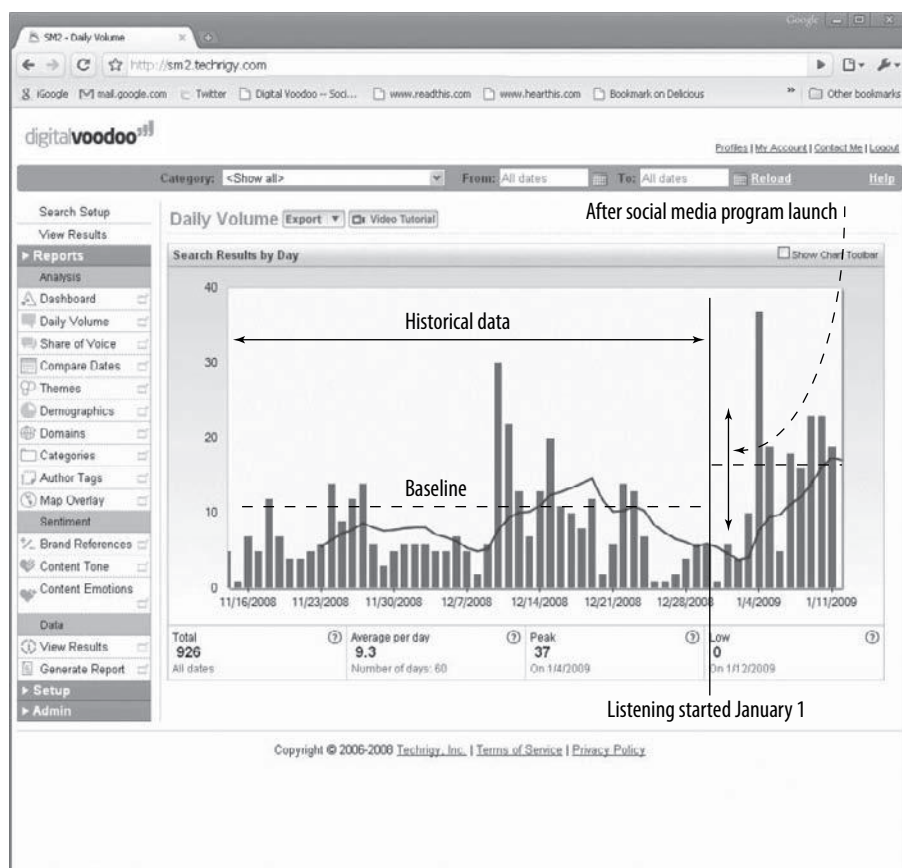 Google
SM2 - Daily Volume
http://sm2.techrigy.com
iGoogle mail.google.com Twitter Digital Voodoo — Soci... www.readthis.com www.hearthis.com Bookmark on Delicious » Other bookmarks
digitalvoodoo
Profiles | My Account | Contact Me | Logout
Category: <Show all> From: All dates To: All dates Reload Help
Search Setup
View Results
Reports
Analysis
Dashboard
Daily Volume
Share of Voice
Compare Dates
Themes
Demographics
Domains
Categories
Author Tags
Map Overlay
Sentiment
Brand References
Content Tone
Content Emotions
Data
View Results
Generate Report
Setup
Admin
Daily Volume Export Video Tutorial
After social media program launch
Search Results by Day Show Chart Toolbar
40
30
20
10
0
Historical data
Baseline
11/16/2008 11/23/2008 11/30/2008 12/7/2008 12/14/2008 12/21/2008 12/28/2008 1/4/2009 1/11/2009
Total Average per day Peak Low
926 9.3 37 0
All dates Number of days: 60 On 1/4/2009 On 1/12/2009
Listening started January 1
Copyright © 2006-2008 Techrigy, Inc. | Terms of Service | Privacy Policy